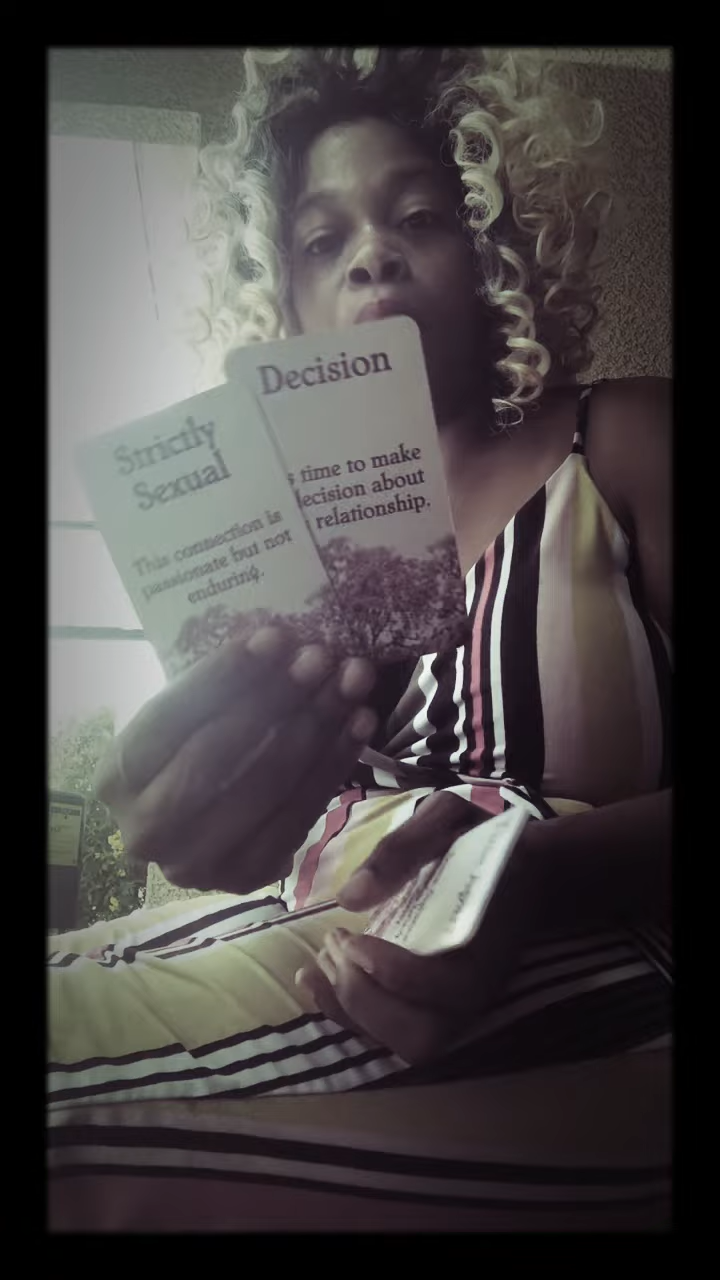 Strictly
Sexual
This connection is
passionate but not
enduring.
Decision
s time to make
decision about
relationship.